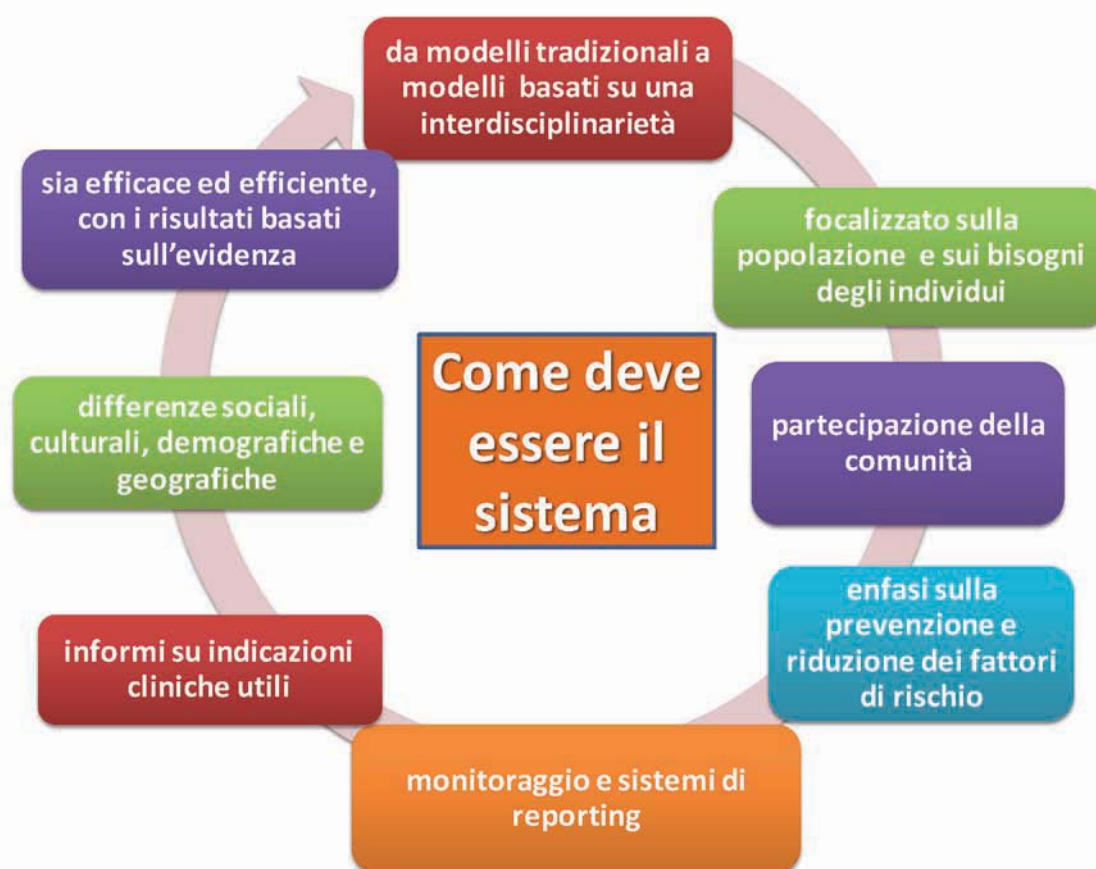 da modelli tradizionali a
modelli basati su una
interdisciplinarietà
focalizzato sulla
popolazione e sui bisogni
degli individui
partecipazione della
comunità
enfasi sulla
prevenzione e
riduzione dei fattori
di rischio
monitoraggio e sistemi di
reporting
informi su indicazioni
cliniche utili
differenze sociali,
culturali, demografiche e
geografiche
sia efficace ed efficiente,
con i risultati basati
sull'evidenza
Come deve
essere il
sistema